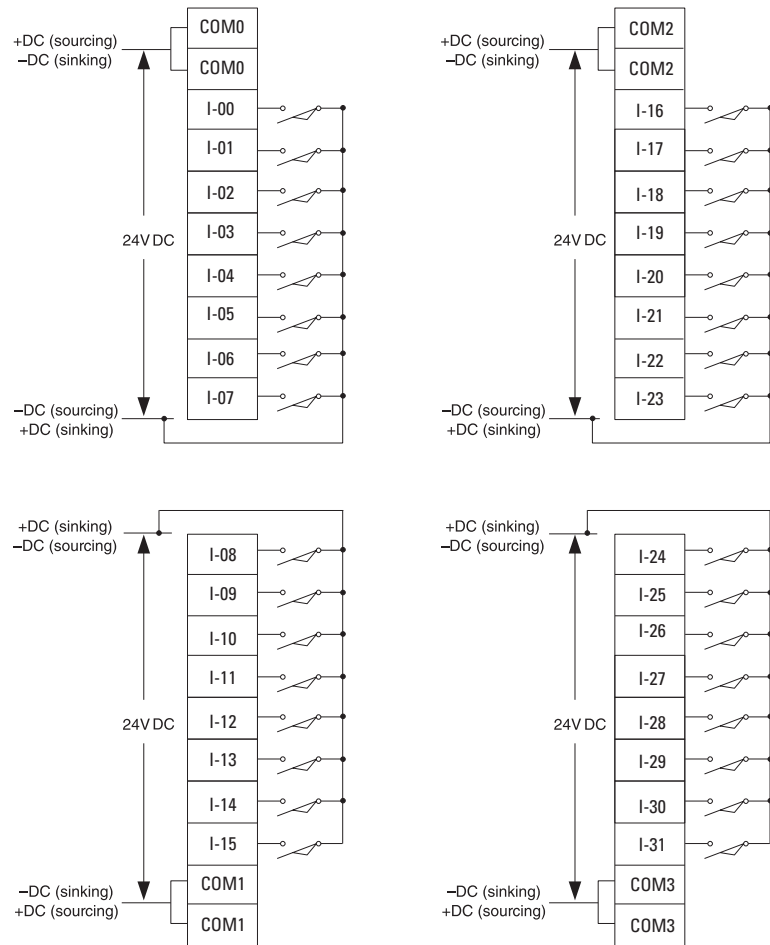 +DC (sourcing)
–DC (sinking)
COM0
COM0
I-00
I-01
I-02
24V DC
I-03
I-04
I-05
I-06
I-07
–DC (sourcing)
+DC (sinking)
+DC (sourcing)
–DC (sinking)
COM2
COM2
I-16
I-17
I-18
24V DC
I-19
I-20
I-21
I-22
I-23
–DC (sourcing)
+DC (sinking)
+DC (sinking)
–DC (sourcing)
I-08
I-09
I-10
I-11
24V DC
I-12
I-13
I-14
I-15
COM1
–DC (sinking)
+DC (sourcing)
COM1
+DC (sinking)
–DC (sourcing)
I-24
I-25
I-26
I-27
24V DC
I-28
I-29
I-30
I-31
COM3
–DC (sinking)
+DC (sourcing)
COM3